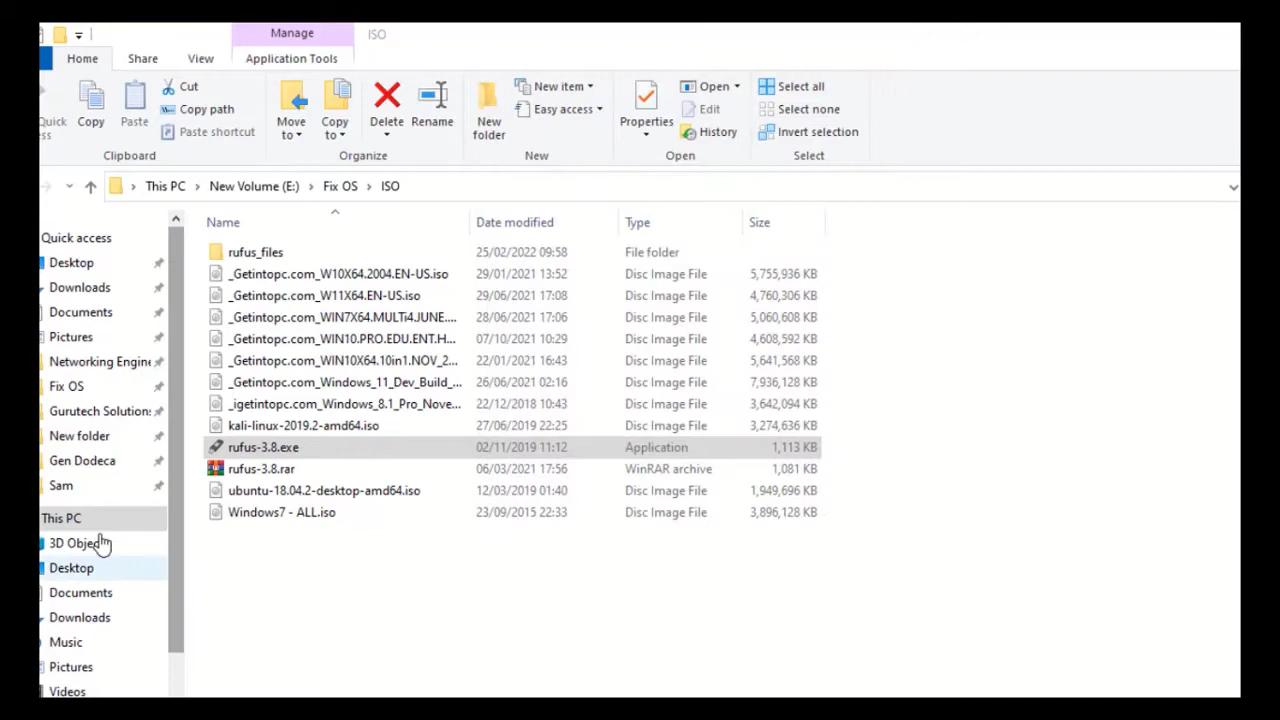 Manage
ISO
Home
Share
View
Application Tools
Quick
ess
Copy
Paste
Cut
Copy path
Paste shortcut
Clipboard
Move to
Copy to
Delete
Rename
Organize
New folder
New item
Easy access
New
Properties
Open
Edit
History
Open
Select all
Select none
Invert selection
Select
This PC > New Volume (E:) > Fix OS > ISO
Name Date modified Type Size
rufus_files 25/02/2022 09:58 File folder
_Getintopc.com_W10X64.2004.EN-US.iso 29/01/2021 13:52 Disc Image File 5,755,936 KB
_Getintopc.com_W11X64.EN-US.iso 29/06/2021 17:08 Disc Image File 4,760,306 KB
_Getintopc.com_WIN7X64.MULTi4.JUNE.... 28/06/2021 17:06 Disc Image File 5,060,608 KB
_Getintopc.com_WIN10.PRO.EDU.ENT.H... 07/10/2021 10:29 Disc Image File 4,608,592 KB
_Getintopc.com_WIN10X64.10in1.NOV_2... 22/01/2021 16:43 Disc Image File 5,641,568 KB
_Getintopc.com_Windows_11_Dev_Build_... 26/06/2021 02:16 Disc Image File 7,936,128 KB
_igetintopc.com_Windows_8.1_Pro_Nove... 22/12/2018 10:43 Disc Image File 3,642,094 KB
kali-linux-2019.2-amd64.iso 27/06/2019 22:25 Disc Image File 3,274,636 KB
rufus-3.8.exe 02/11/2019 11:12 Application 1,113 KB
rufus-3.8.rar 06/03/2021 17:56 WinRAR archive 1,081 KB
ubuntu-18.04.2-desktop-amd64.iso 12/03/2019 01:40 Disc Image File 1,949,696 KB
Windows7 - ALL.iso 23/09/2015 22:33 Disc Image File 3,896,128 KB
Quick access
Desktop
Downloads
Documents
Pictures
Networking Engine
Fix OS
Gurutech Solution
New folder
Gen Dodeca
Sam
This PC
3D Obje
Desktop
Documents
Downloads
Music
Pictures
Videos